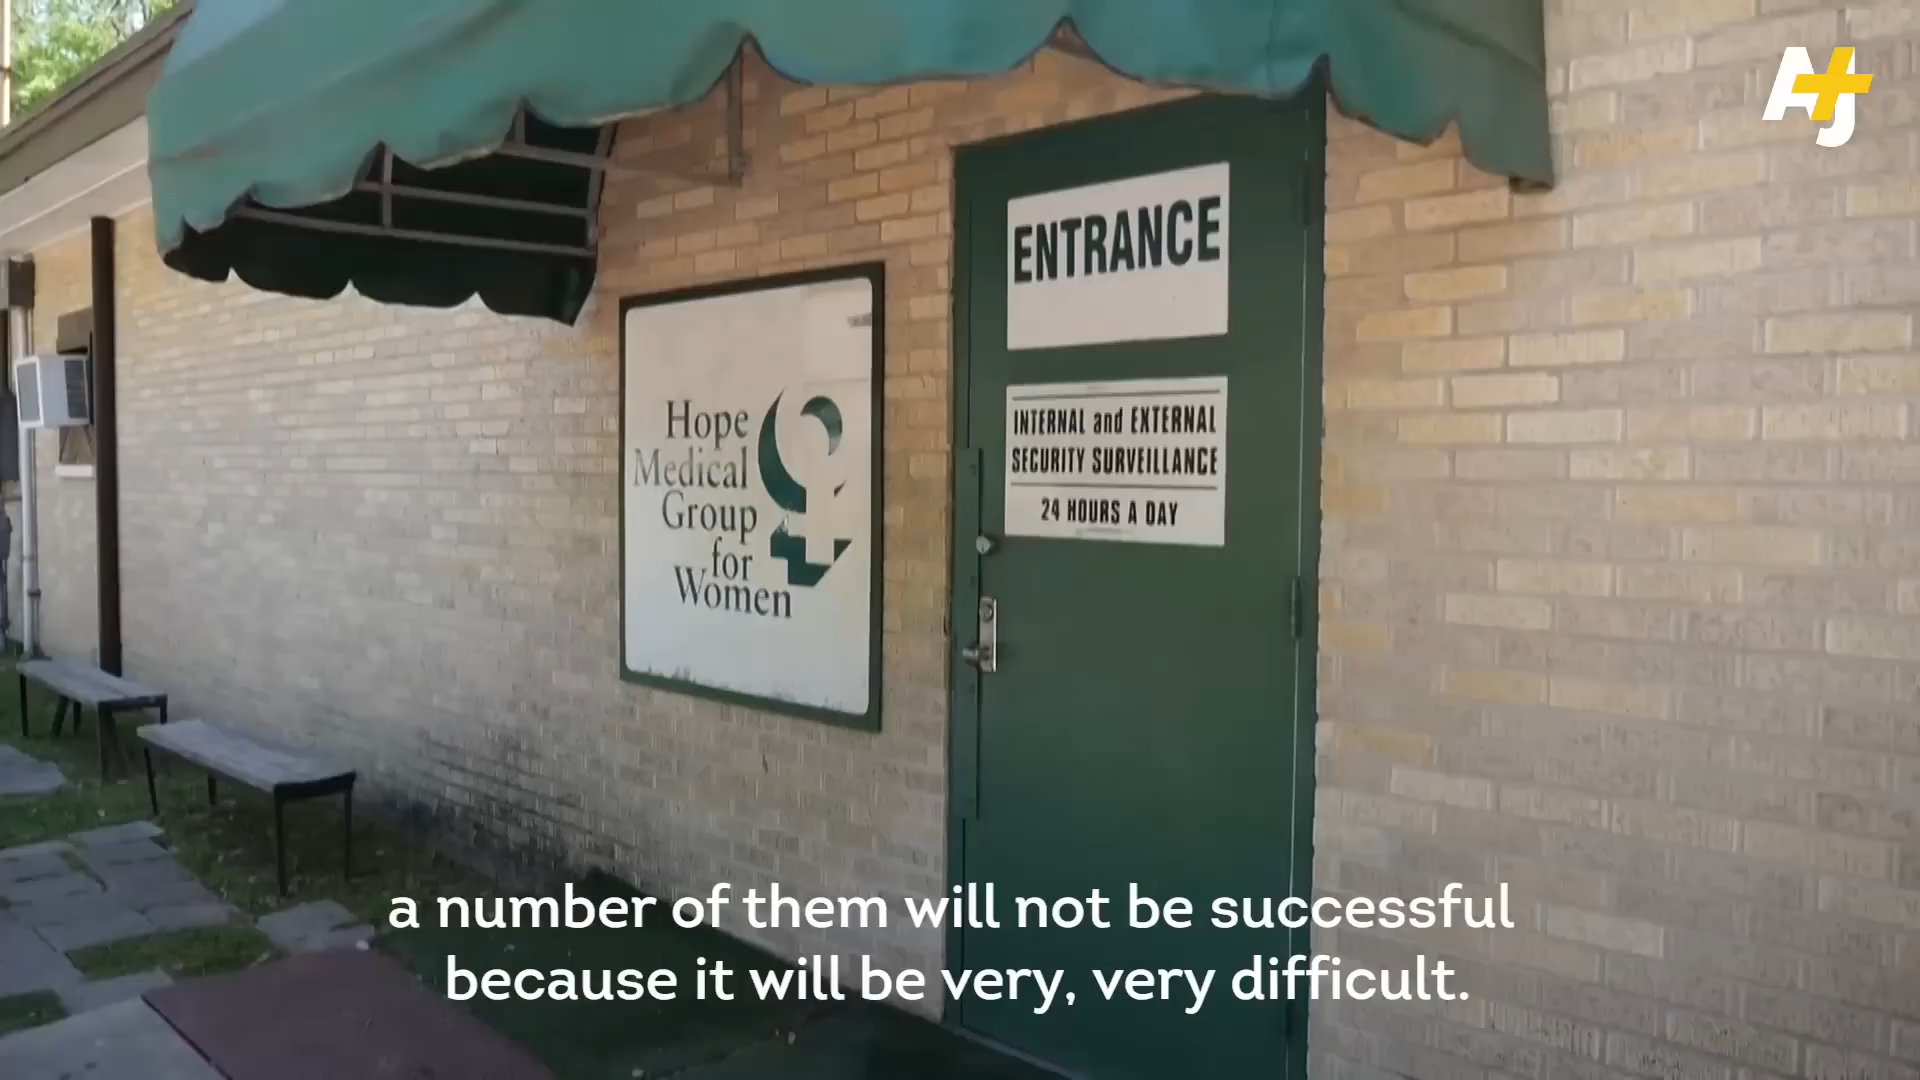 AJ+
ENTRANCE
INTERNAL and EXTERNAL
SECURITY SURVEILLANCE
24 HOURS A DAY
Hope
Medical
Group
for
Women
a number of them will not be successful
because it will be very, very difficult.